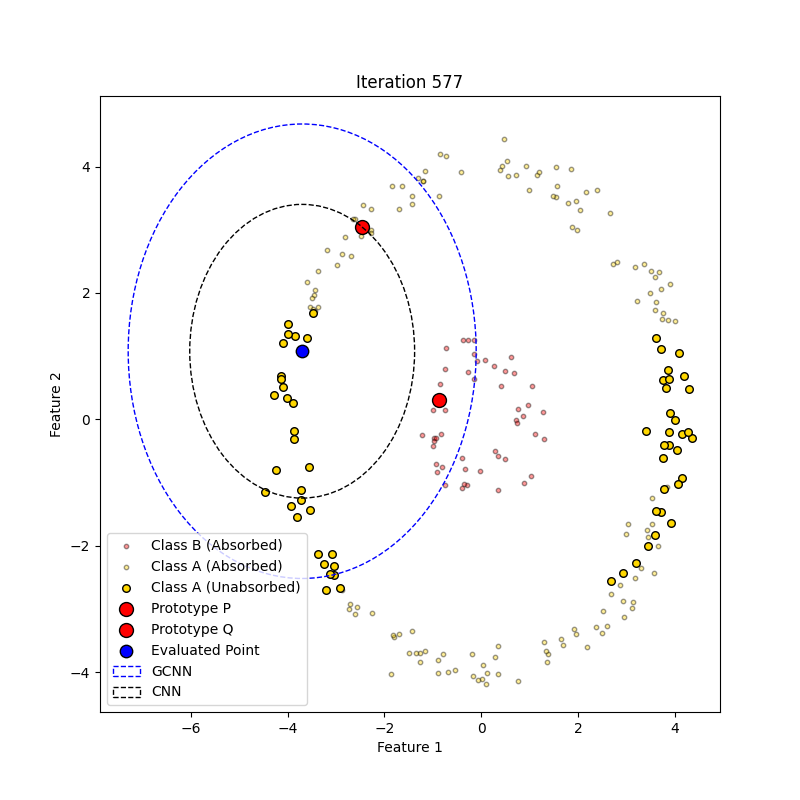 Iteration 577
Feature 2
4
2
0
−2
−4
Class B (Absorbed)
Class A (Absorbed)
Class A (Unabsorbed)
Prototype P
Prototype Q
Evaluated Point
GCNN
CNN
−6 −4 −2 0 2 4
Feature 1